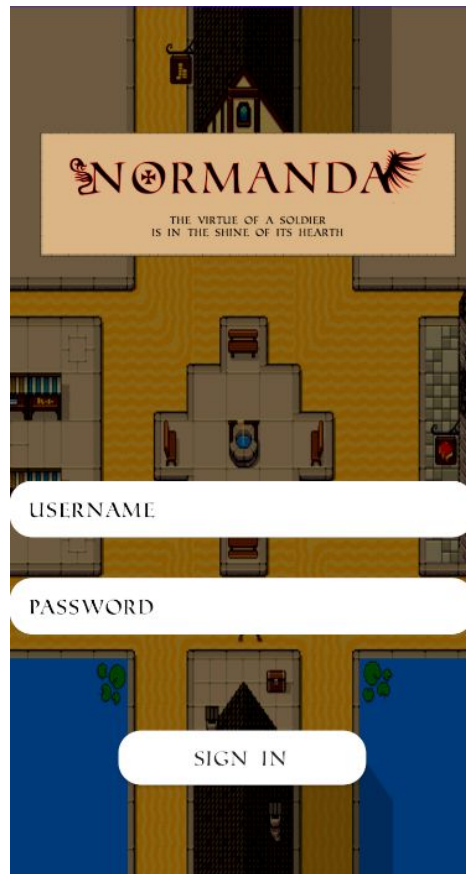 NORMANDA
THE VIRTUE OF A SOLDIER
IS IN THE SHINE OF ITS HEARTH
USERNAME
PASSWORD
SIGN IN